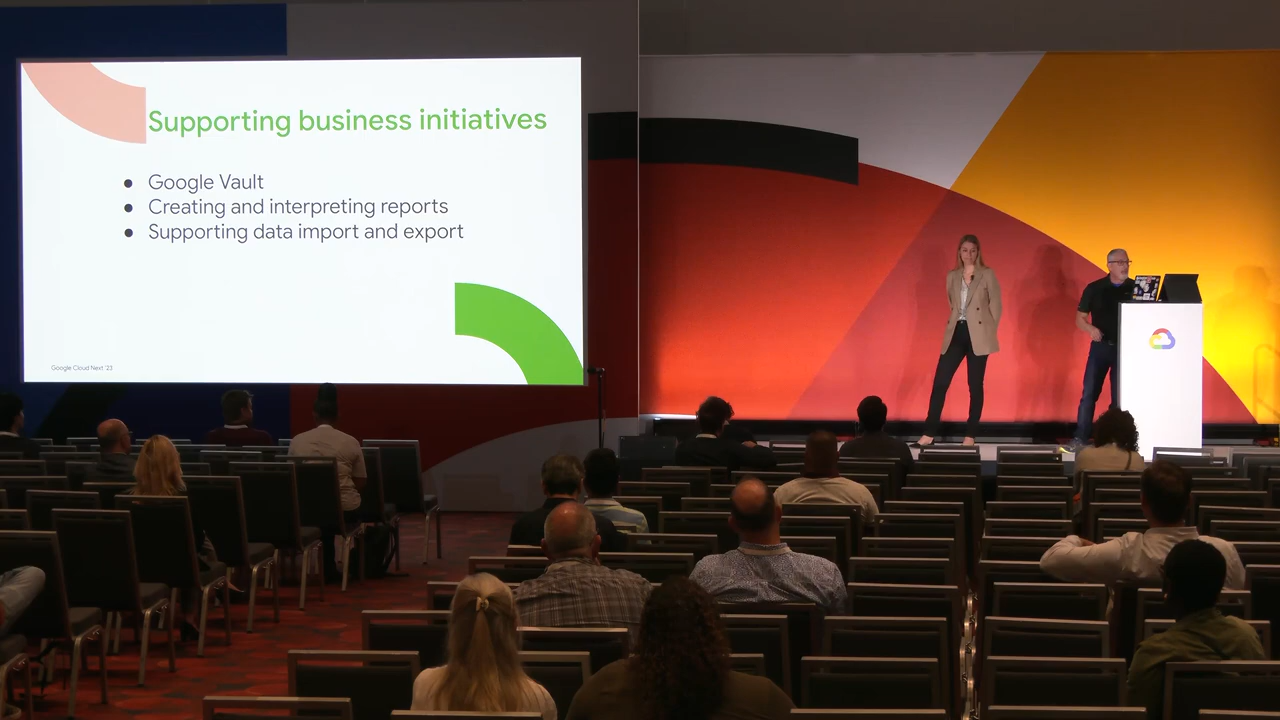 Supporting business initiatives
● Google Vault
● Creating and interpreting reports
● Supporting data import and export
Google Cloud Next '23